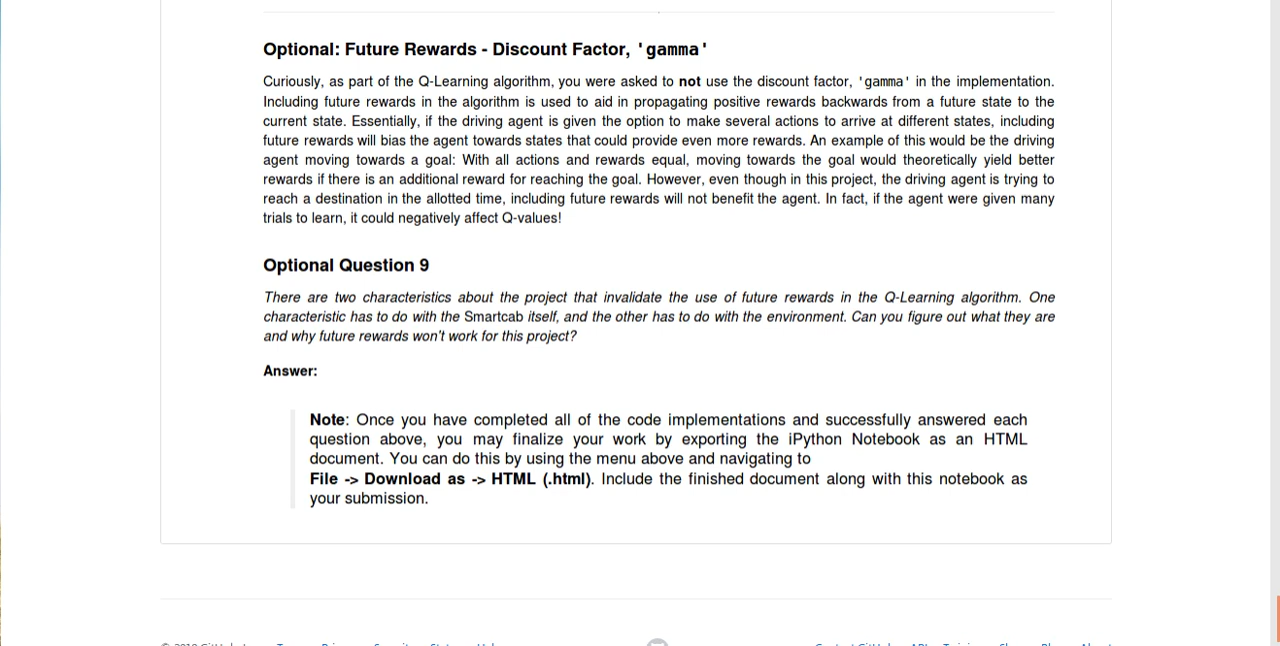 Optional: Future Rewards - Discount Factor, 'gamma'
Curiously, as part of the Q-Learning algorithm, you were asked to not use the discount factor, 'gamma' in the implementation.
Including future rewards in the algorithm is used to aid in propagating positive rewards backwards from a future state to the
current state. Essentially, if the driving agent is given the option to make several actions to arrive at different states, including
future rewards will bias the agent towards states that could provide even more rewards. An example of this would be the driving
agent moving towards a goal: With all actions and rewards equal, moving towards the goal would theoretically yield better
rewards if there is an additional reward for reaching the goal. However, even though in this project, the driving agent is trying to
reach a destination in the allotted time, including future rewards will not benefit the agent. In fact, if the agent were given many
trials to learn, it could negatively affect Q-values!
Optional Question 9
There are two characteristics about the project that invalidate the use of future rewards in the Q-Learning algorithm. One
characteristic has to do with the Smartcab itself, and the other has to do with the environment. Can you figure out what they are
and why future rewards won't work for this project?
Answer:
Note: Once you have completed all of the code implementations and successfully answered each
question above, you may finalize your work by exporting the iPython Notebook as an HTML
document. You can do this by using the menu above and navigating to
File -> Download as -> HTML (.html). Include the finished document along with this notebook as
your submission.